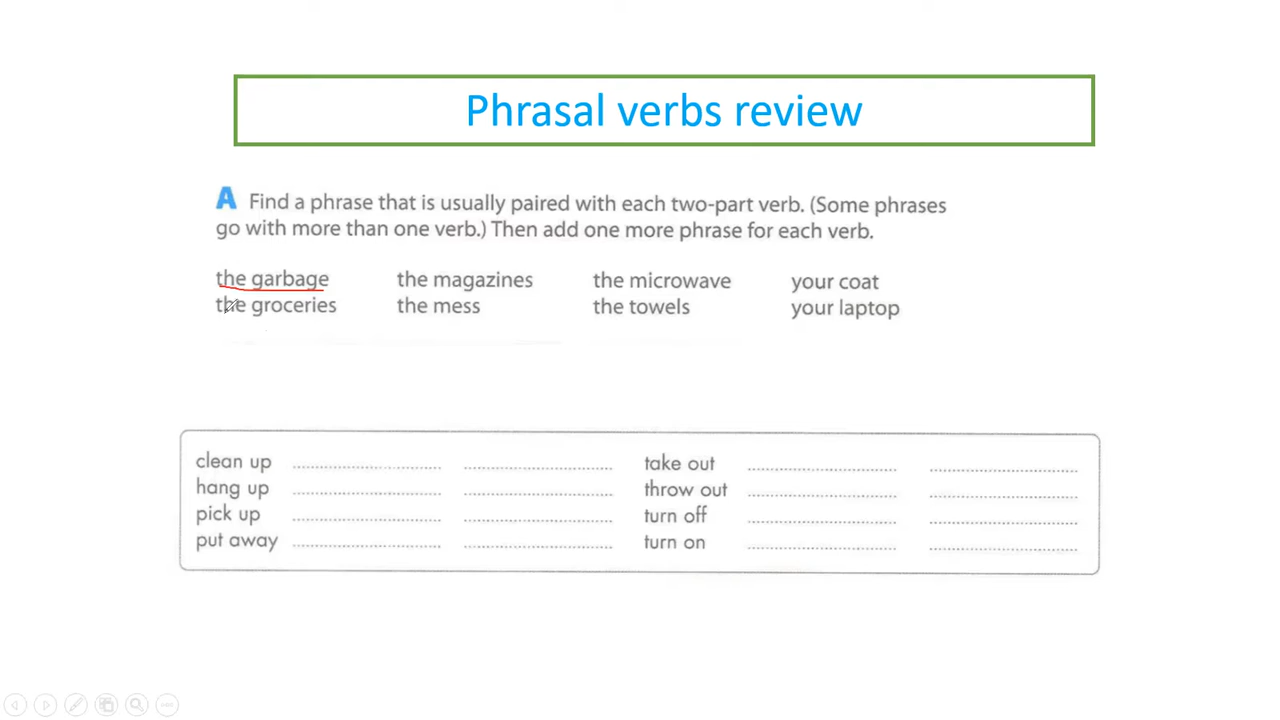 Phrasal verbs review
A Find a phrase that is usually paired with each two-part verb. (Some phrases
go with more than one verb.) Then add one more phrase for each verb.
the garbage the magazines the microwave your coat
the groceries the mess the towels your laptop
clean up ........................ ........................ take out ........................ ........................
hang up ........................ ........................ throw out ........................ ........................
pick up ........................ ........................ turn off ........................ ........................
put away ........................ ........................ turn on ........................ ........................